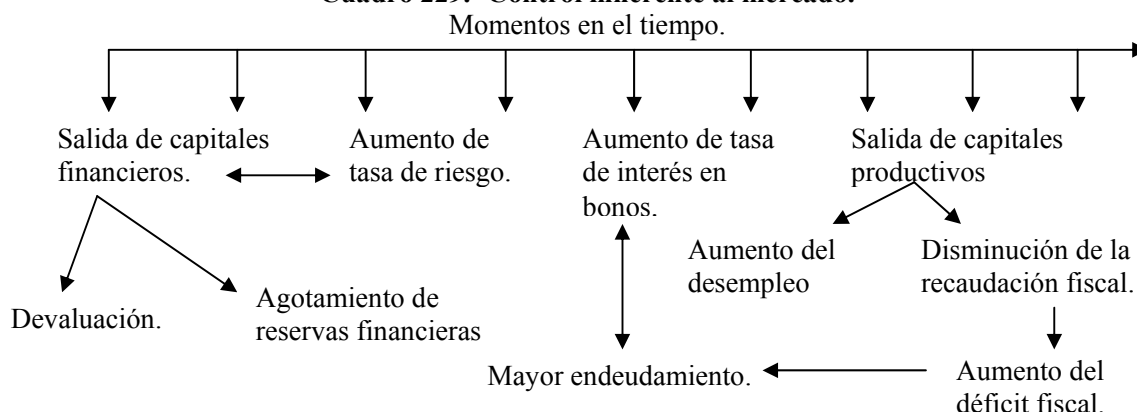 Cuadro 229. Control inherente al mercado.
Momentos en el tiempo.
Salida de capitales
financieros.
Aumento de
tasa de riesgo.
Aumento de tasa
de interés en
bonos.
Salida de capitales
productivos
Devaluación.
Agotamiento de
reservas financieras
Aumento del
desempleo
Disminución de la
recaudación fiscal.
Mayor endeudamiento.
Aumento del
déficit fiscal.